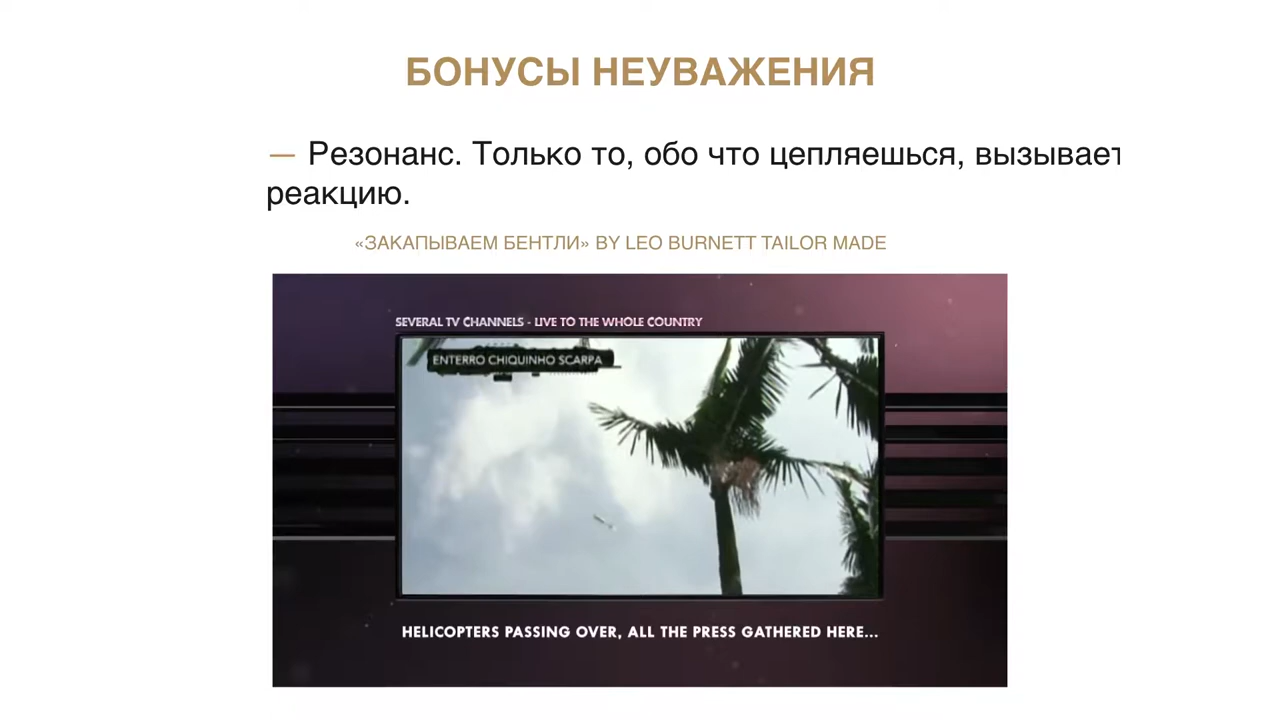 БОНУСЫ НЕУВАЖЕНИЯ
— Резонанс. Только то, обо что цепляешься, вызывает
реакцию.
«ЗАКАПЫВАЕМ БЕНТЛИ» BY LEO BURNETT TAILOR MADE
SEVERAL TV CHANNELS - LIVE TO THE WHOLE COUNTRY
ENTERRO CHIQUINHO SCARPA
HELICOPTERS PASSING OVER, ALL THE PRESS GATHERED HERE...